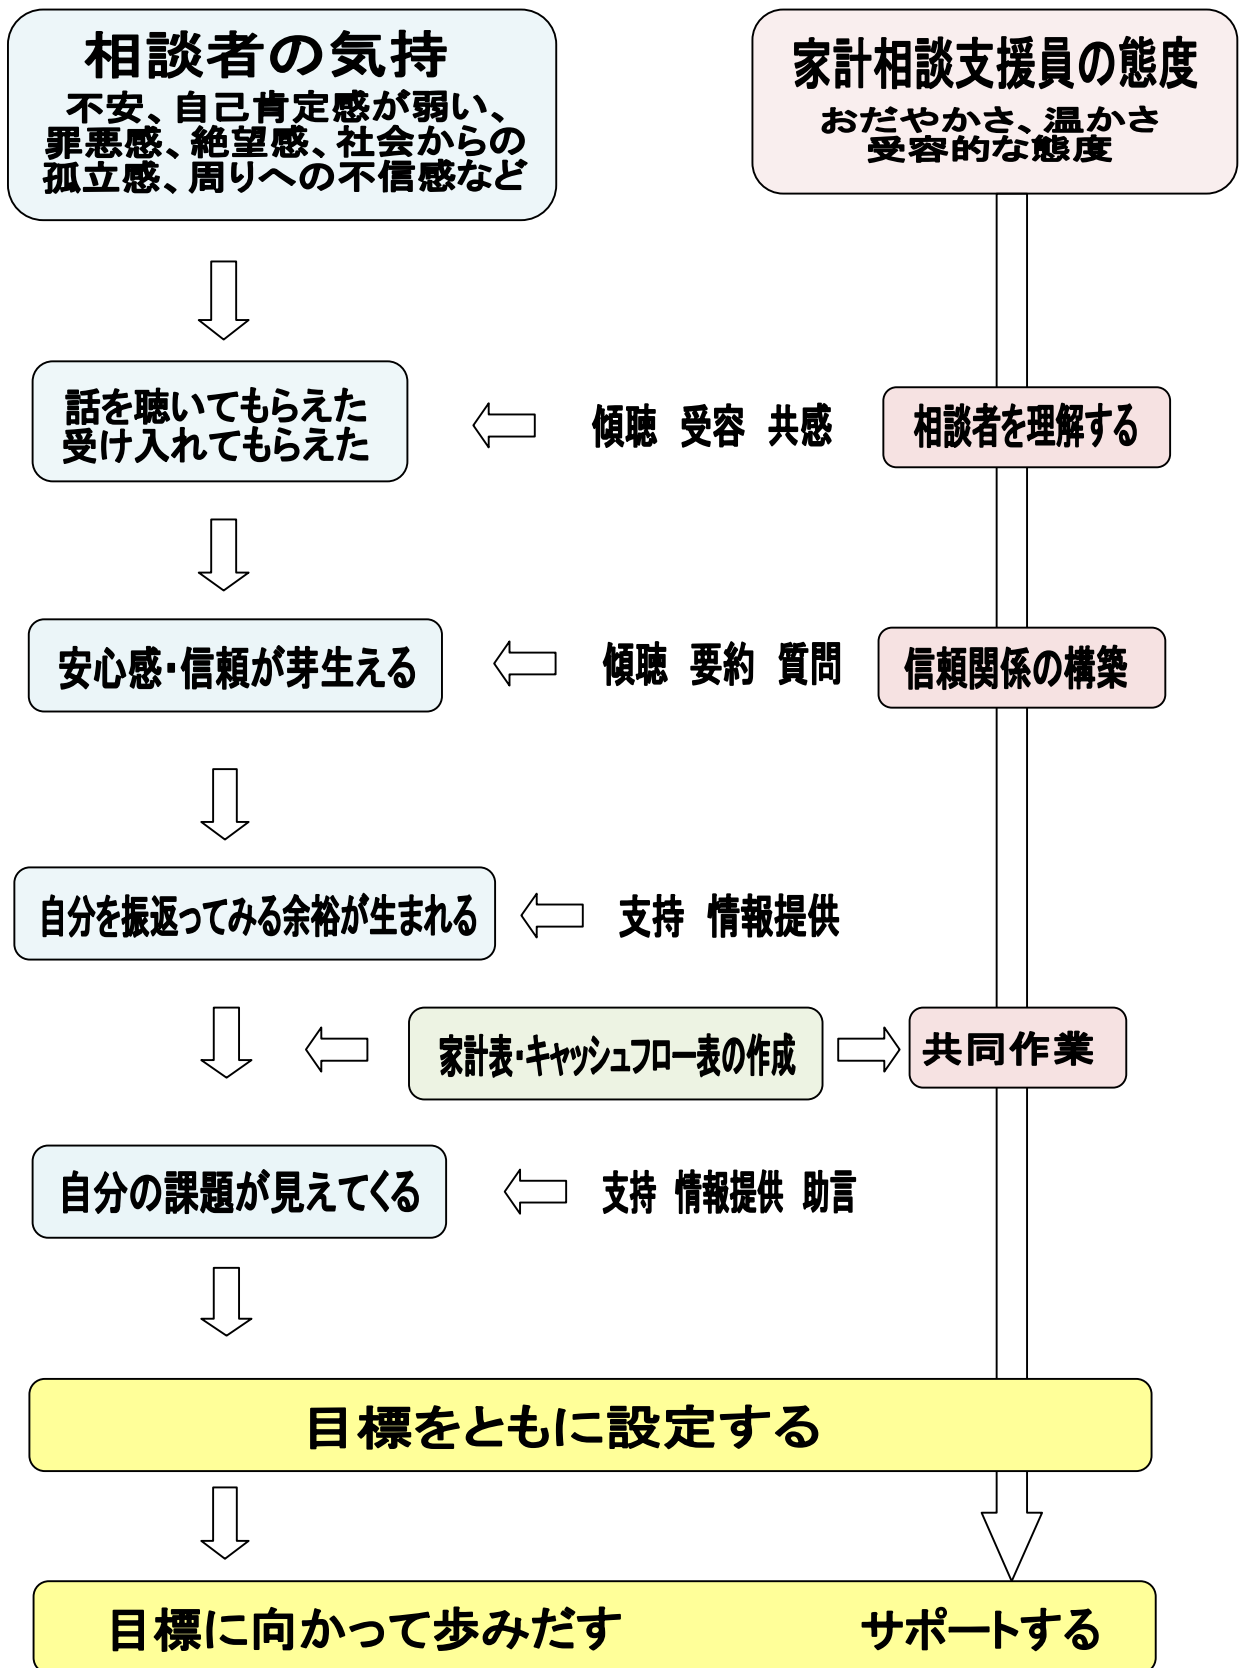 相談者の気持
不安、自己肯定感が弱い、
罪悪感、絶望感、社会からの
孤立感、周りへの不信感など
家計相談支援員の態度
おだやかさ、温かさ
受容的な態度
話を聴いてもらえた
受け入れてもらえた
傾聴 受容 共感
相談者を理解する
安心感・信頼が芽生える
傾聴 要約 質問
信頼関係の構築
自分を振返ってみる余裕が生まれる
支持 情報提供
家計表・キャッシュフロー表の作成
共同作業
自分の課題が見えてくる
支持 情報提供 助言
目標をともに設定する
目標に向かって歩みだす
サポートする